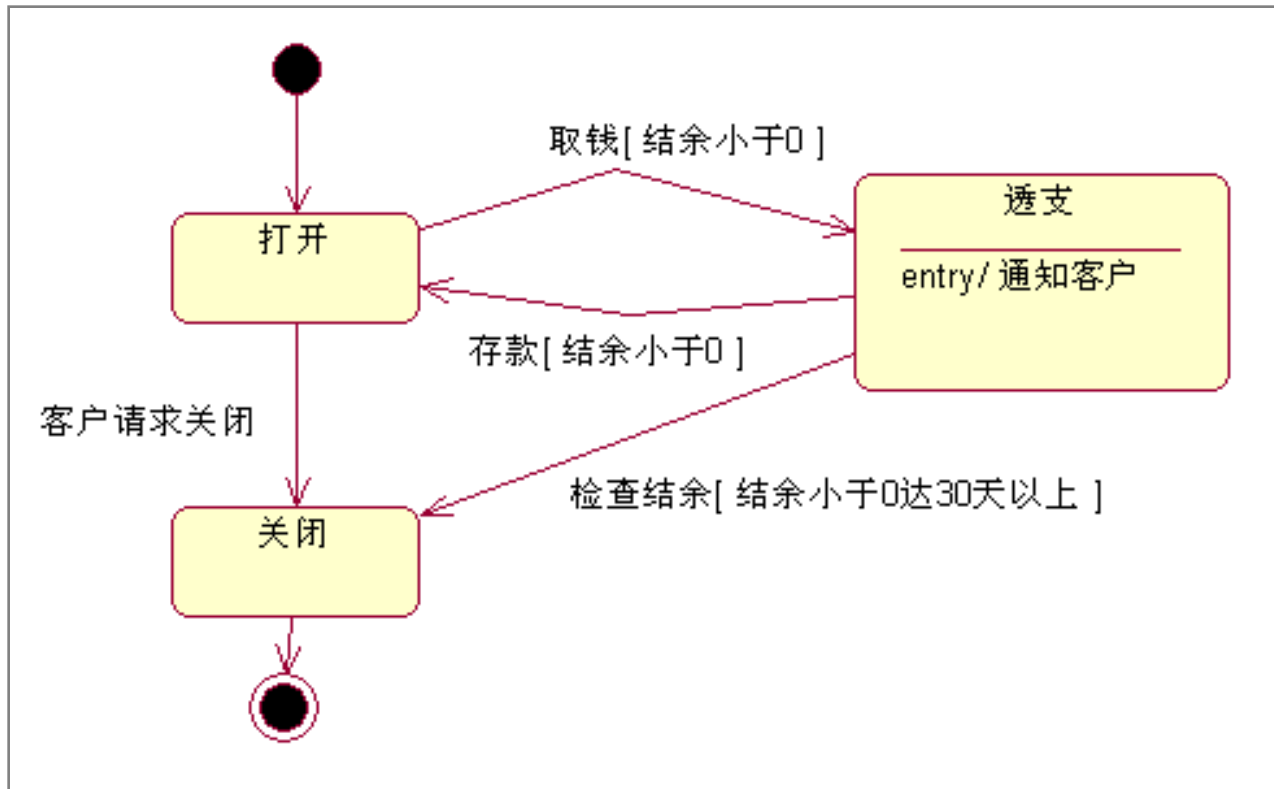 取钱[ 结余小于0 ]
透支
打开
entry/ 通知客户
存款[ 结余小于0 ]
客户请求关闭
检查结余[ 结余小于0达30天以上 ]
关闭